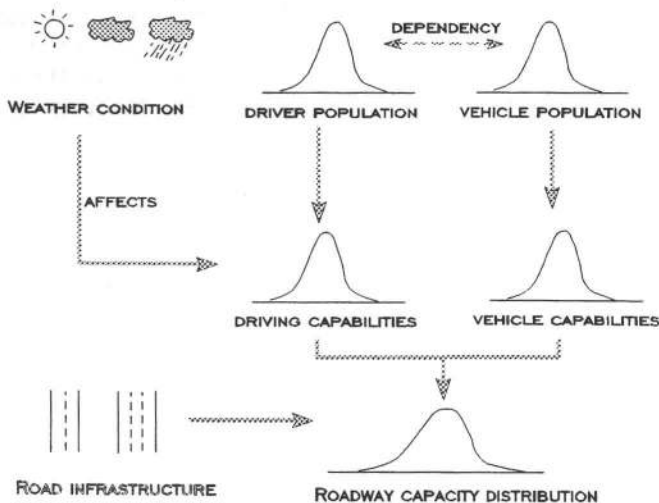 DEPENDENCY
WEATHER CONDITION
DRIVER POPULATION
VEHICLE POPULATION
AFFECTS
DRIVING CAPABILITIES
VEHICLE CAPABILITIES
ROAD INFRASTRUCTURE
ROADWAY CAPACITY DISTRIBUTION